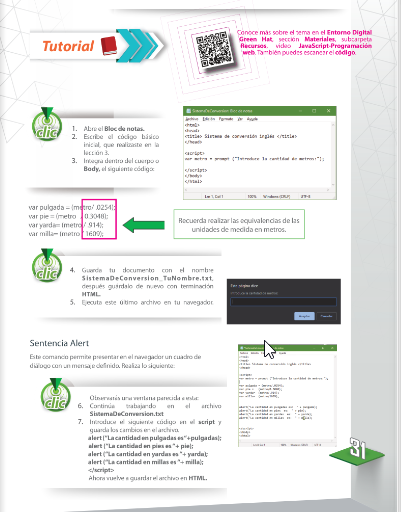 Tutorial
Conoce más sobre el tema en el Entorno Digital
Green Hat, sección Materiales, subcarpeta
Recursos, video JavaScript-Programación
web. También puedes escanear el código.
clic
1. Abre el Bloc de notas.
2. Escribe el código básico
inicial, que realizaste en la
lección 3.
3. Integra dentro del cuerpo o
Body, el siguiente código:
SistemaDeConversion: Bloc de notas
Archivo Edición Formato Ver Ayuda
<html>
<head>
<title> Sistema de conversión inglés </title>
</head>
<script>
var metro = prompt ("Introduce la cantidad de metros:");
</script>
</body>
</html>
Ln 1, Col 1 100% Windows (CRLF) UTF-8
var pulgada = (metro/ .0254);
var pie = (metro / 0.3048);
var yarda= (metro/ .914);
var milla= (metro/ 1609);
Recuerda realizar las equivalencias de las
unidades de medida en metros.
clic
4. Guarda tu documento con el nombre
SistemaDeConversion_TuNombre.txt,
después guárdalo de nuevo con terminación
HTML.
5. Ejecuta este último archivo en tu navegador.
Esta página dice
Aceptar Cancelar
Sentencia Alert
Este comando permite presentar en el navegador un cuadro de
diálogo con un mensaje definido. Realiza lo siguiente:
clic
Observarás una ventana parecida a esta:
6. Continúa trabajando en el archivo
SistemaDeConversion.txt
7. Introduce el siguiente código en el script y
guarda los cambios en el archivo.
alert ("La cantidad en pulgadas es"+pulgadas);
alert ("La cantidad en pies es "+ pie);
alert ("La cantidad en yardas es "+ yarda);
alert ("La cantidad en millas es "+ milla);
</script>
Ahora vuelve a guardar el archivo en HTML.
31